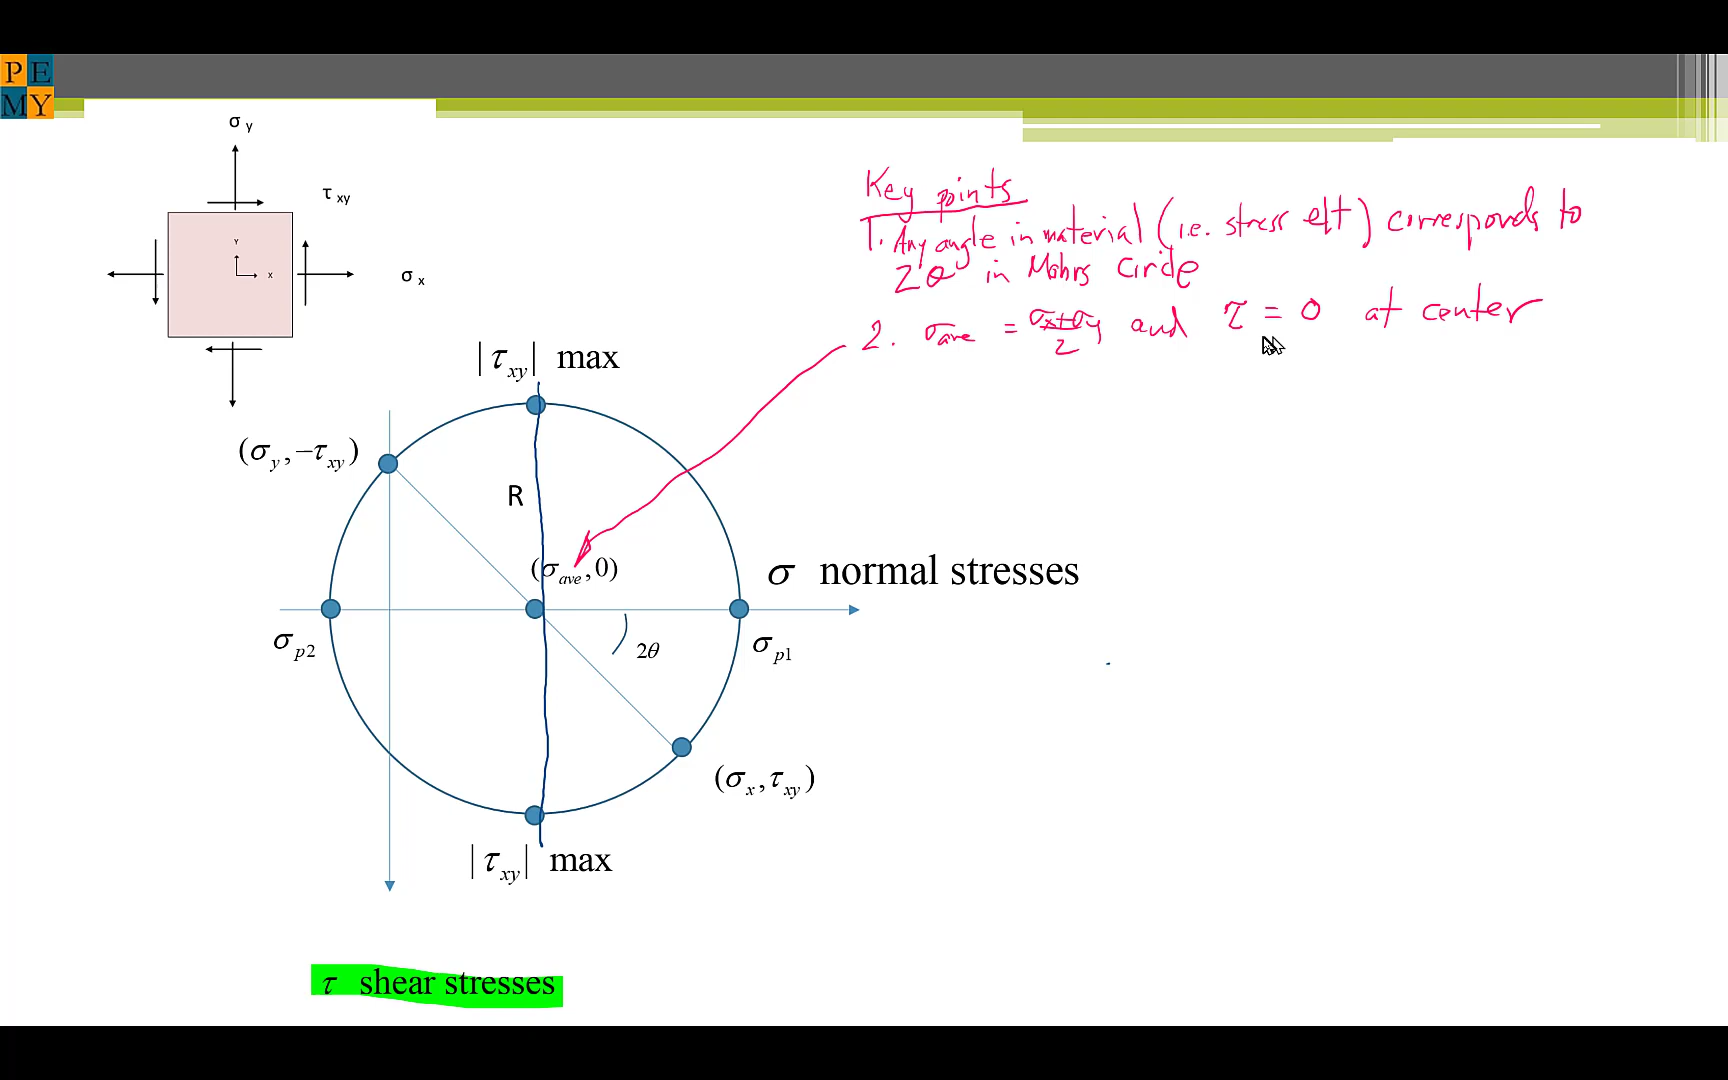 P E
M Y
σ y
τ xy
Y
X
σ x
Key points
1. Any angle in material (i.e. stress elt) corresponds to
2θ in Mohrs Circle
2. σave = σx+σy/2 and τ = 0 at center
|τxy| max
(σy,−τxy)
R
(σave,0)
σ normal stresses
σp2
2θ
σp1
(σx,τxy)
|τxy| max
τ shear stresses